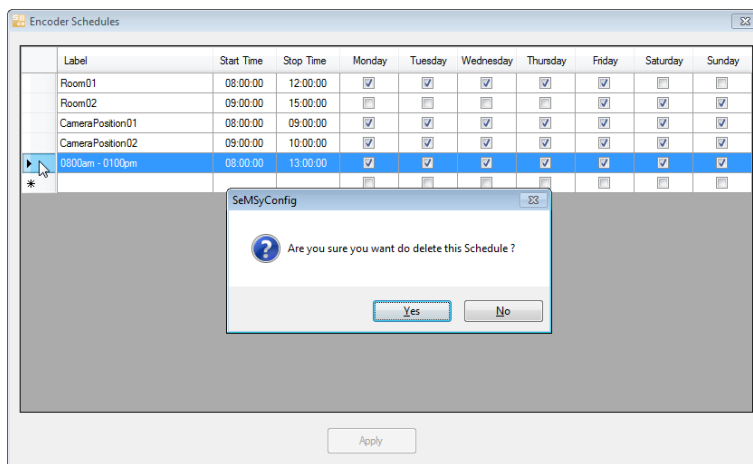 Encoder Schedules
Label Start Time Stop Time Monday Tuesday Wednesday Thursday Friday Saturday Sunday
Room01 08:00:00 12:00:00
Room02 09:00:00 15:00:00
CameraPosition01 08:00:00 09:00:00
CameraPosition02 09:00:00 10:00:00
0800am - 0100pm 08:00:00 13:00:00
SeMSyConfig
Are you sure you want do delete this Schedule ?
Yes No
Apply